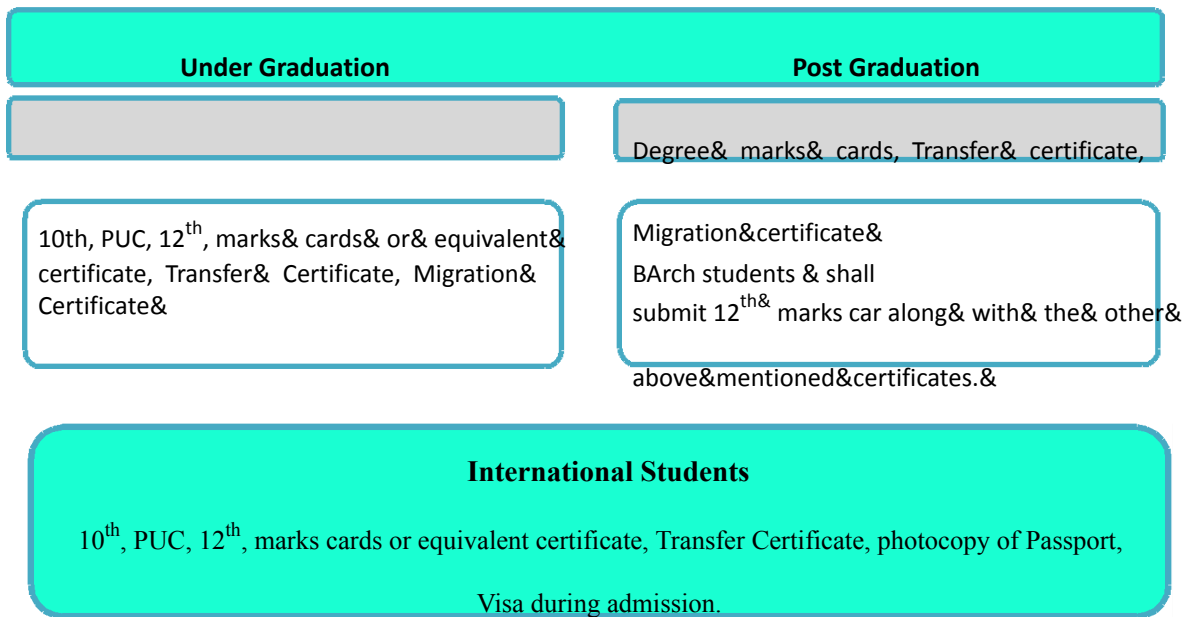 Under Graduation
Post Graduation
10th, PUC, 12th, marks& cards& or& equivalent&
certificate, Transfer& Certificate, Migration&
Certificate&
Degree& marks& cards, Transfer& certificate,
Migration&certificate&
BArch students & shall
submit 12th& marks car along& with& the& other&
above&mentioned&certificates.&
International Students
10th, PUC, 12th, marks cards or equivalent certificate, Transfer Certificate, photocopy of Passport,
Visa during admission.